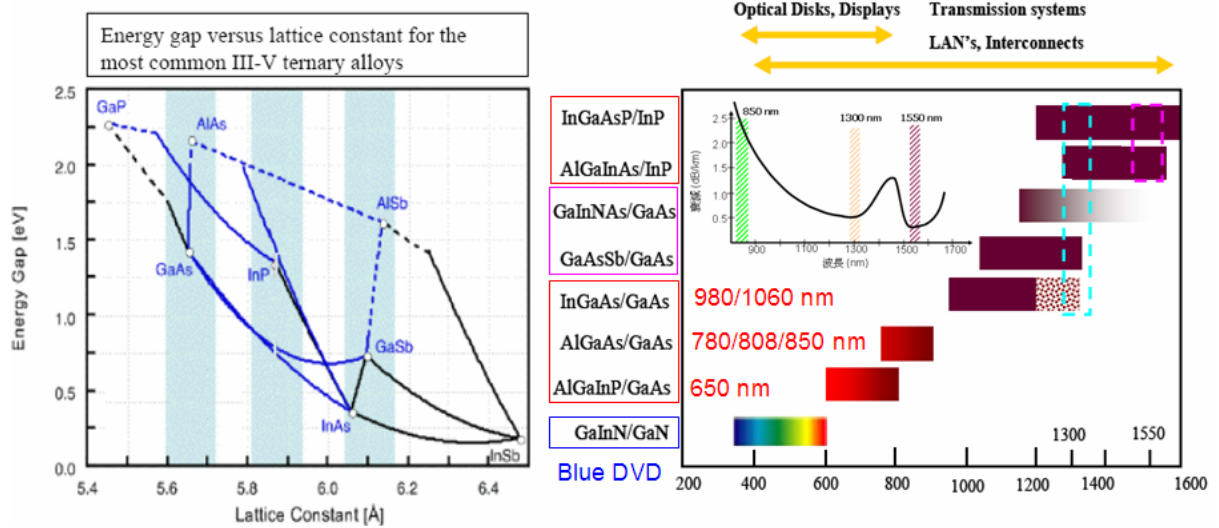 Energy gap versus lattice constant for the
most common III-V ternary alloys
Energy Gap [eV]
2.5
2.0
1.5
1.0
0.5
0.0
GaP
AlAs
AlSb
GaAs
InP
GaSb
InAs
InSb
5.4 5.6 5.8 6.0 6.2 6.4
Lattice Constant [Å]
Optical Disks, Displays
Transmission systems
LAN's, Interconnects
InGaAsP/InP
AlGaInAs/InP
GaInNAs/GaAs
GaAsSb/GaAs
InGaAs/GaAs
AlGaAs/GaAs
AlGaInP/GaAs
GaInN/GaN
Blue DVD
980/1060 nm
780/808/850 nm
650 nm
850 nm
1300 nm
1550 nm
衰減 (dB/km)
2.5
2.0
1.5
1.0
0.5
900 1100 1300 1500 1700
波長 (nm)
1300 1550
200 400 600 800 1000 1200 1400 1600